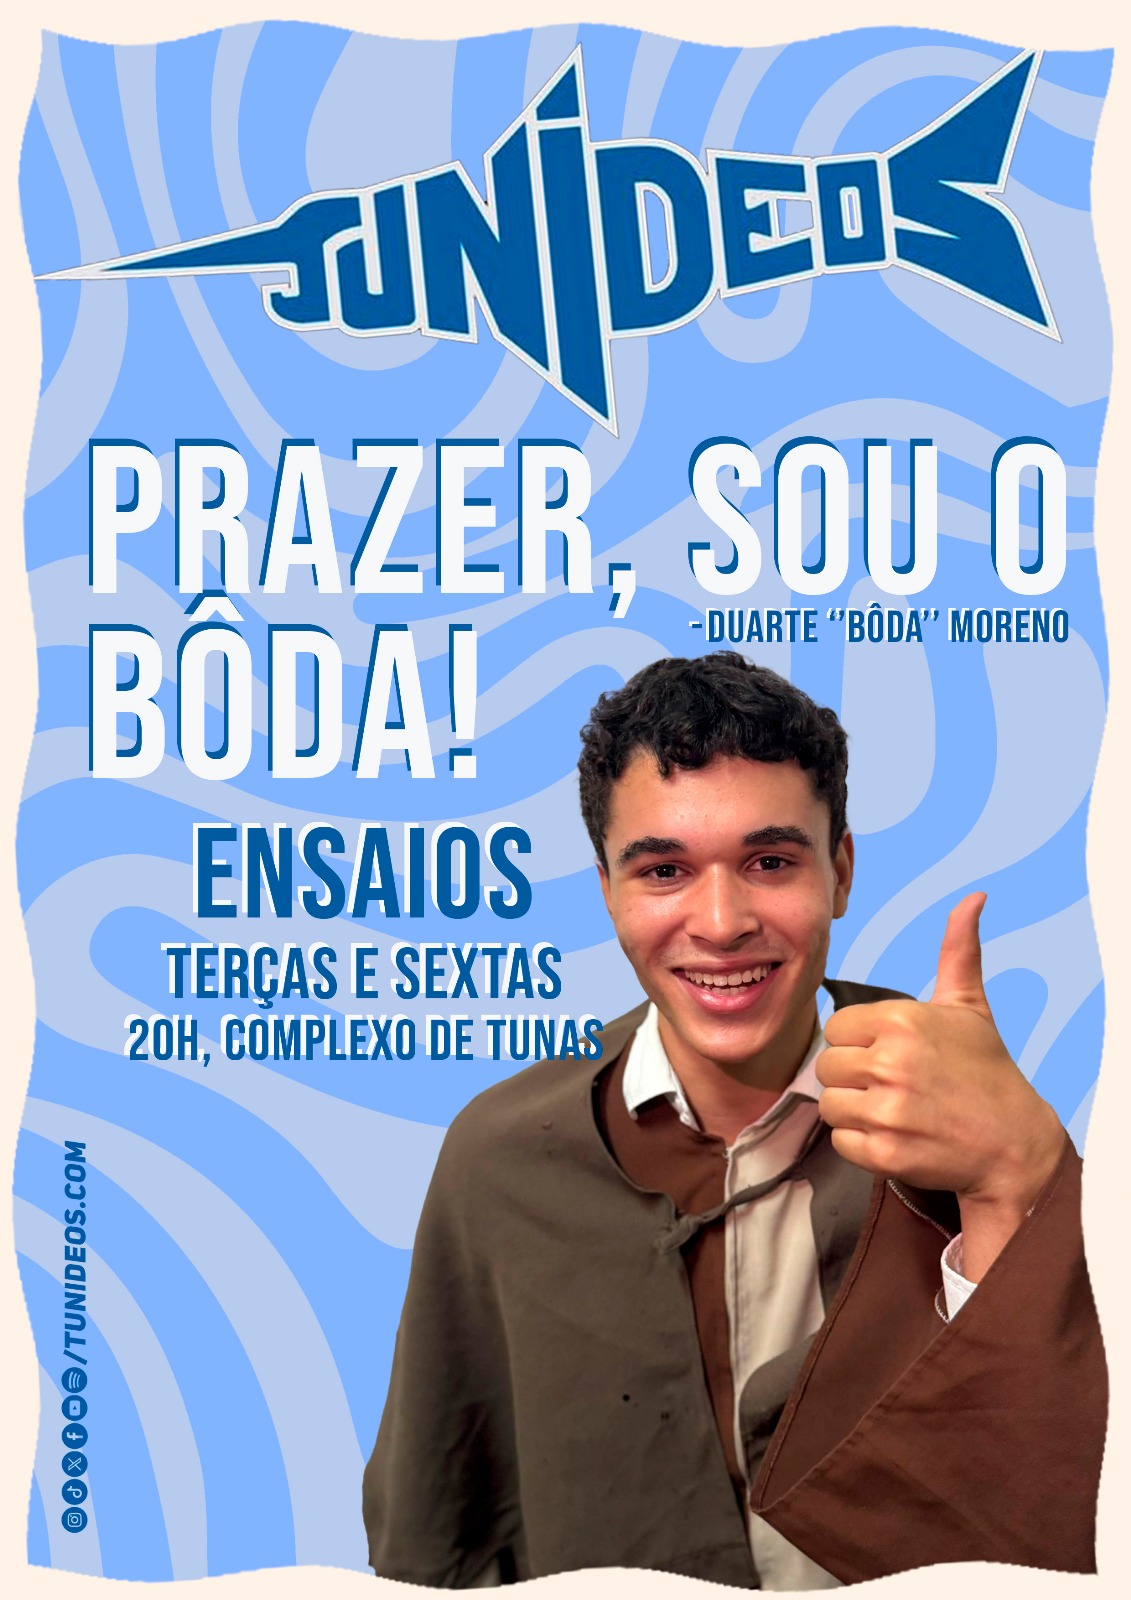 TUNIDEOS
PRAZER, SOU O
-DUARTE “BÔDA” MORENO
BÔDA!
ENSAIOS
TERÇAS E SEXTAS
20H, COMPLEXO DE TUNAS
/TUNIDEOS.COM